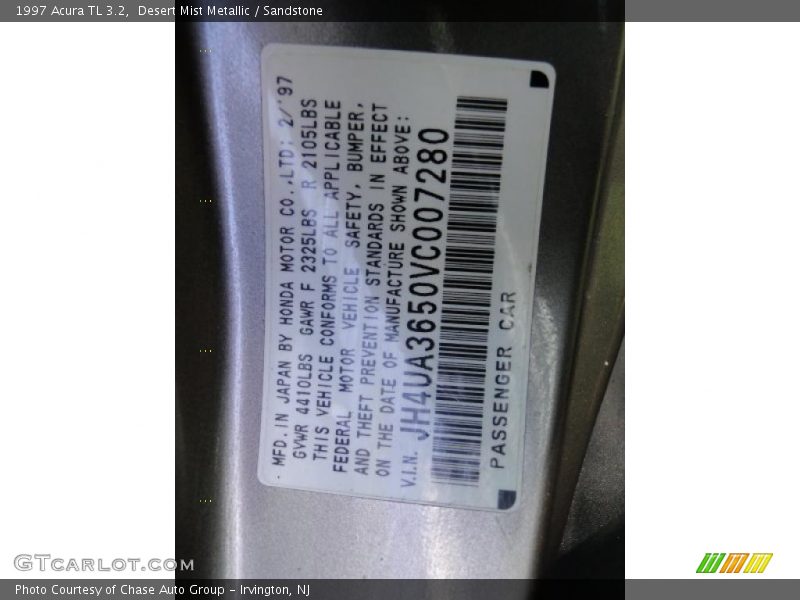 1997 Acura TL 3.2, Desert Mist Metallic / Sandstone
MFD. IN JAPAN BY HONDA MOTOR CO.,LTD; 2/'97
GVWR 4410LBS GAWR F 2325LBS R 2105LBS
THIS VEHICLE CONFORMS TO ALL APPLICABLE
FEDERAL MOTOR VEHICLE SAFETY, BUMPER,
AND THEFT PREVENTION STANDARDS IN EFFECT
ON THE DATE OF MANUFACTURE SHOWN ABOVE:
V.I.N. JH4UA3650VC007280
PASSENGER CAR
GTcarlot.com
Photo Courtesy of Chase Auto Group - Irvington, NJ